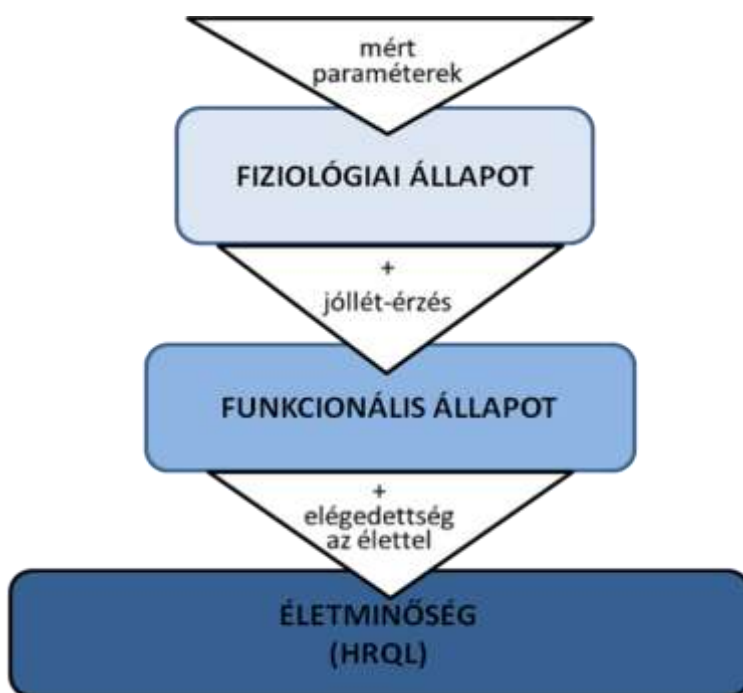 mért
paraméterek
FIZIOLÓGIAI ÁLLAPOT
+
jóllét-érzés
FUNKCIONÁLIS ÁLLAPOT
+
elégedettség
az élettel
ÉLETMINŐSÉG
(HRQL)